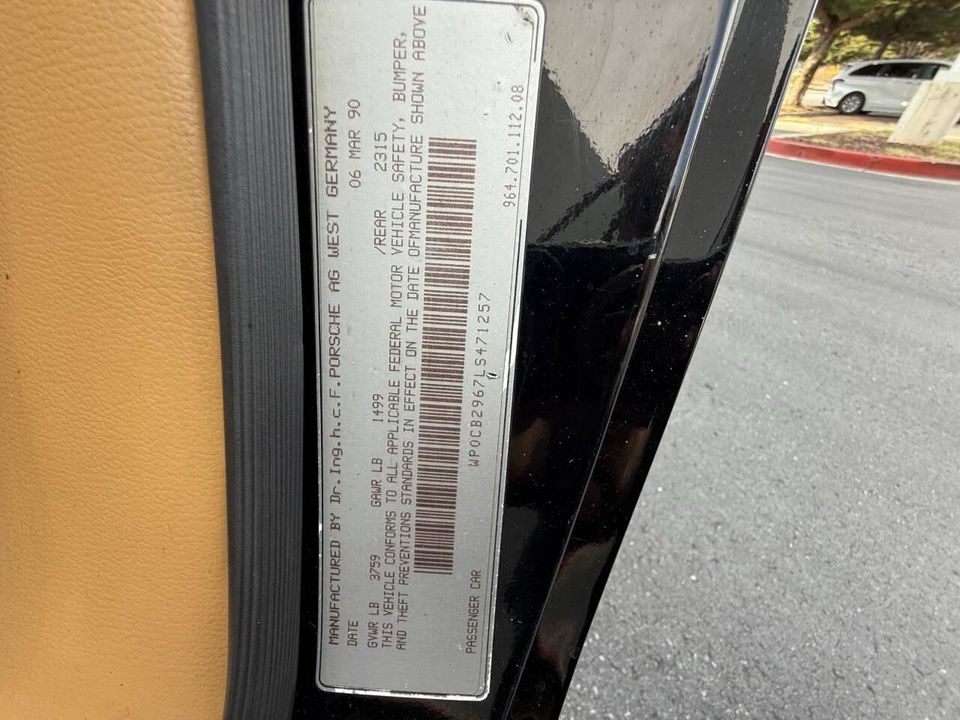 MANUFACTURED BY Dr.Ing.h.c.F.PORSCHE AG WEST GERMANY
DATE 06 MAR 90
GVWR LB 3759 GAWR LB 1499 /REAR 2315
THIS VEHICLE CONFORMS TO ALL APPLICABLE FEDERAL MOTOR VEHICLE SAFETY, BUMPER,
AND THEFT PREVENTIONS STANDARDS IN EFFECT ON THE DATE OFMANUFACTURE SHOWN ABOVE
WP0CB2967LS471257
PASSENGER CAR
964.701.112.08